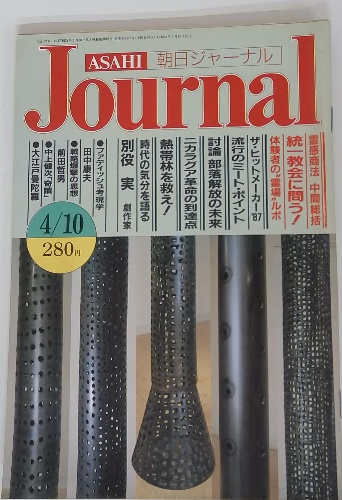 ASAHI 朝日ジャーナル
Journal
霊感商法 中間総括
統一教会に問う!
体験者の“霊場”ルポ
ザ・ヒットメーカー'87
流行のミート・ポイント
討論 部落解放の未来
ニカラグア革命の到達点
熱帯林を救え!
時代の気分を語る
別役 実 劇作家
●ファディッシュ考現学
田中康夫
●戦略爆撃の思想
前田哲男
●中上健次「奇蹟」
●大江戸曼陀羅
4/10
280円